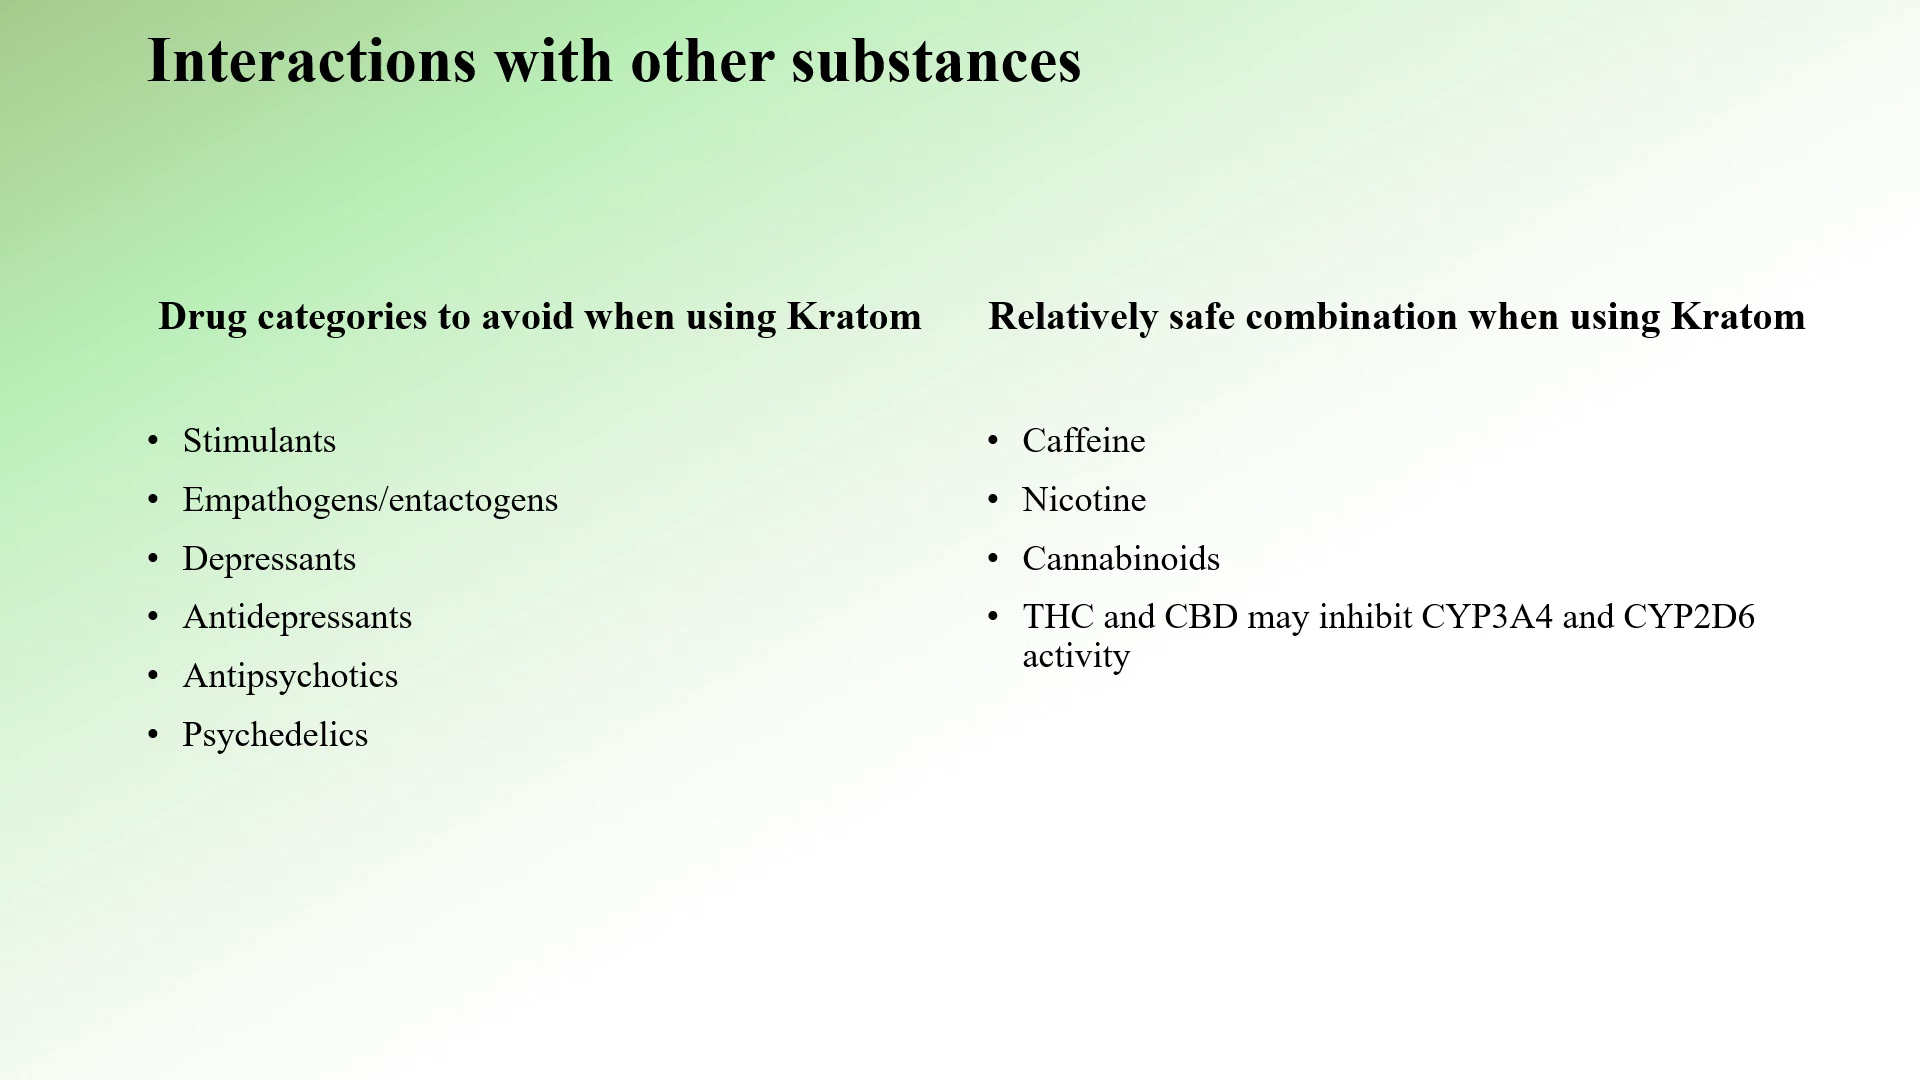 Interactions with other substances
Drug categories to avoid when using Kratom
• Stimulants
• Empathogens/entactogens
• Depressants
• Antidepressants
• Antipsychotics
• Psychedelics
Relatively safe combination when using Kratom
• Caffeine
• Nicotine
• Cannabinoids
• THC and CBD may inhibit CYP3A4 and CYP2D6
activity